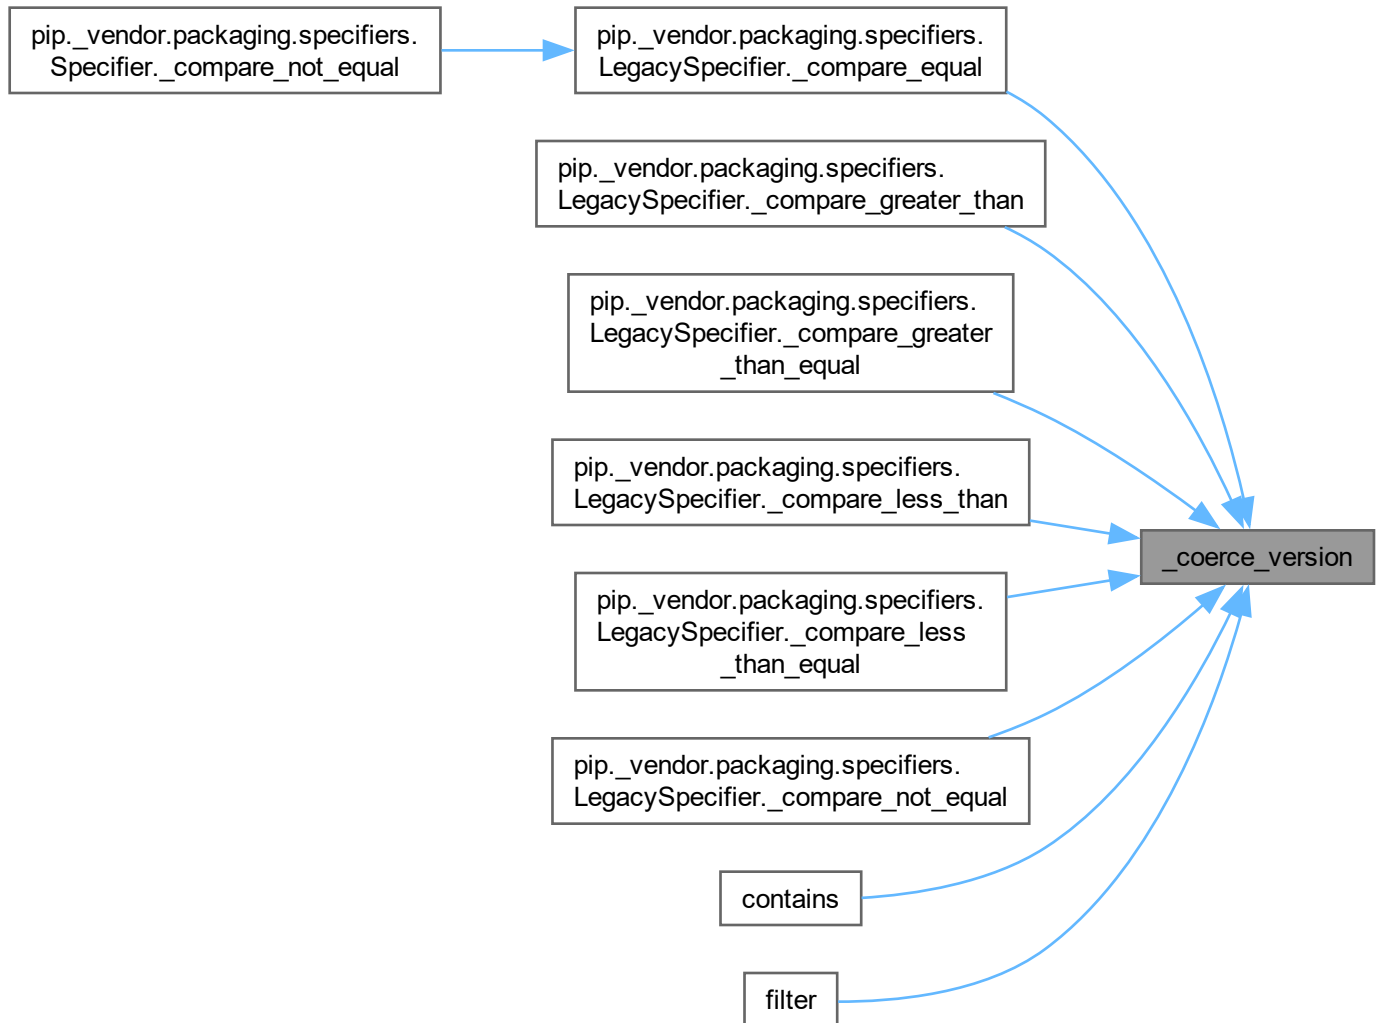 pip._vendor.packaging.specifiers.
Specifier._compare_not_equal
pip._vendor.packaging.specifiers.
LegacySpecifier._compare_equal
pip._vendor.packaging.specifiers.
LegacySpecifier._compare_greater_than
pip._vendor.packaging.specifiers.
LegacySpecifier._compare_greater
_than_equal
pip._vendor.packaging.specifiers.
LegacySpecifier._compare_less_than
_coerce_version
pip._vendor.packaging.specifiers.
LegacySpecifier._compare_less
_than_equal
pip._vendor.packaging.specifiers.
LegacySpecifier._compare_not_equal
contains
filter